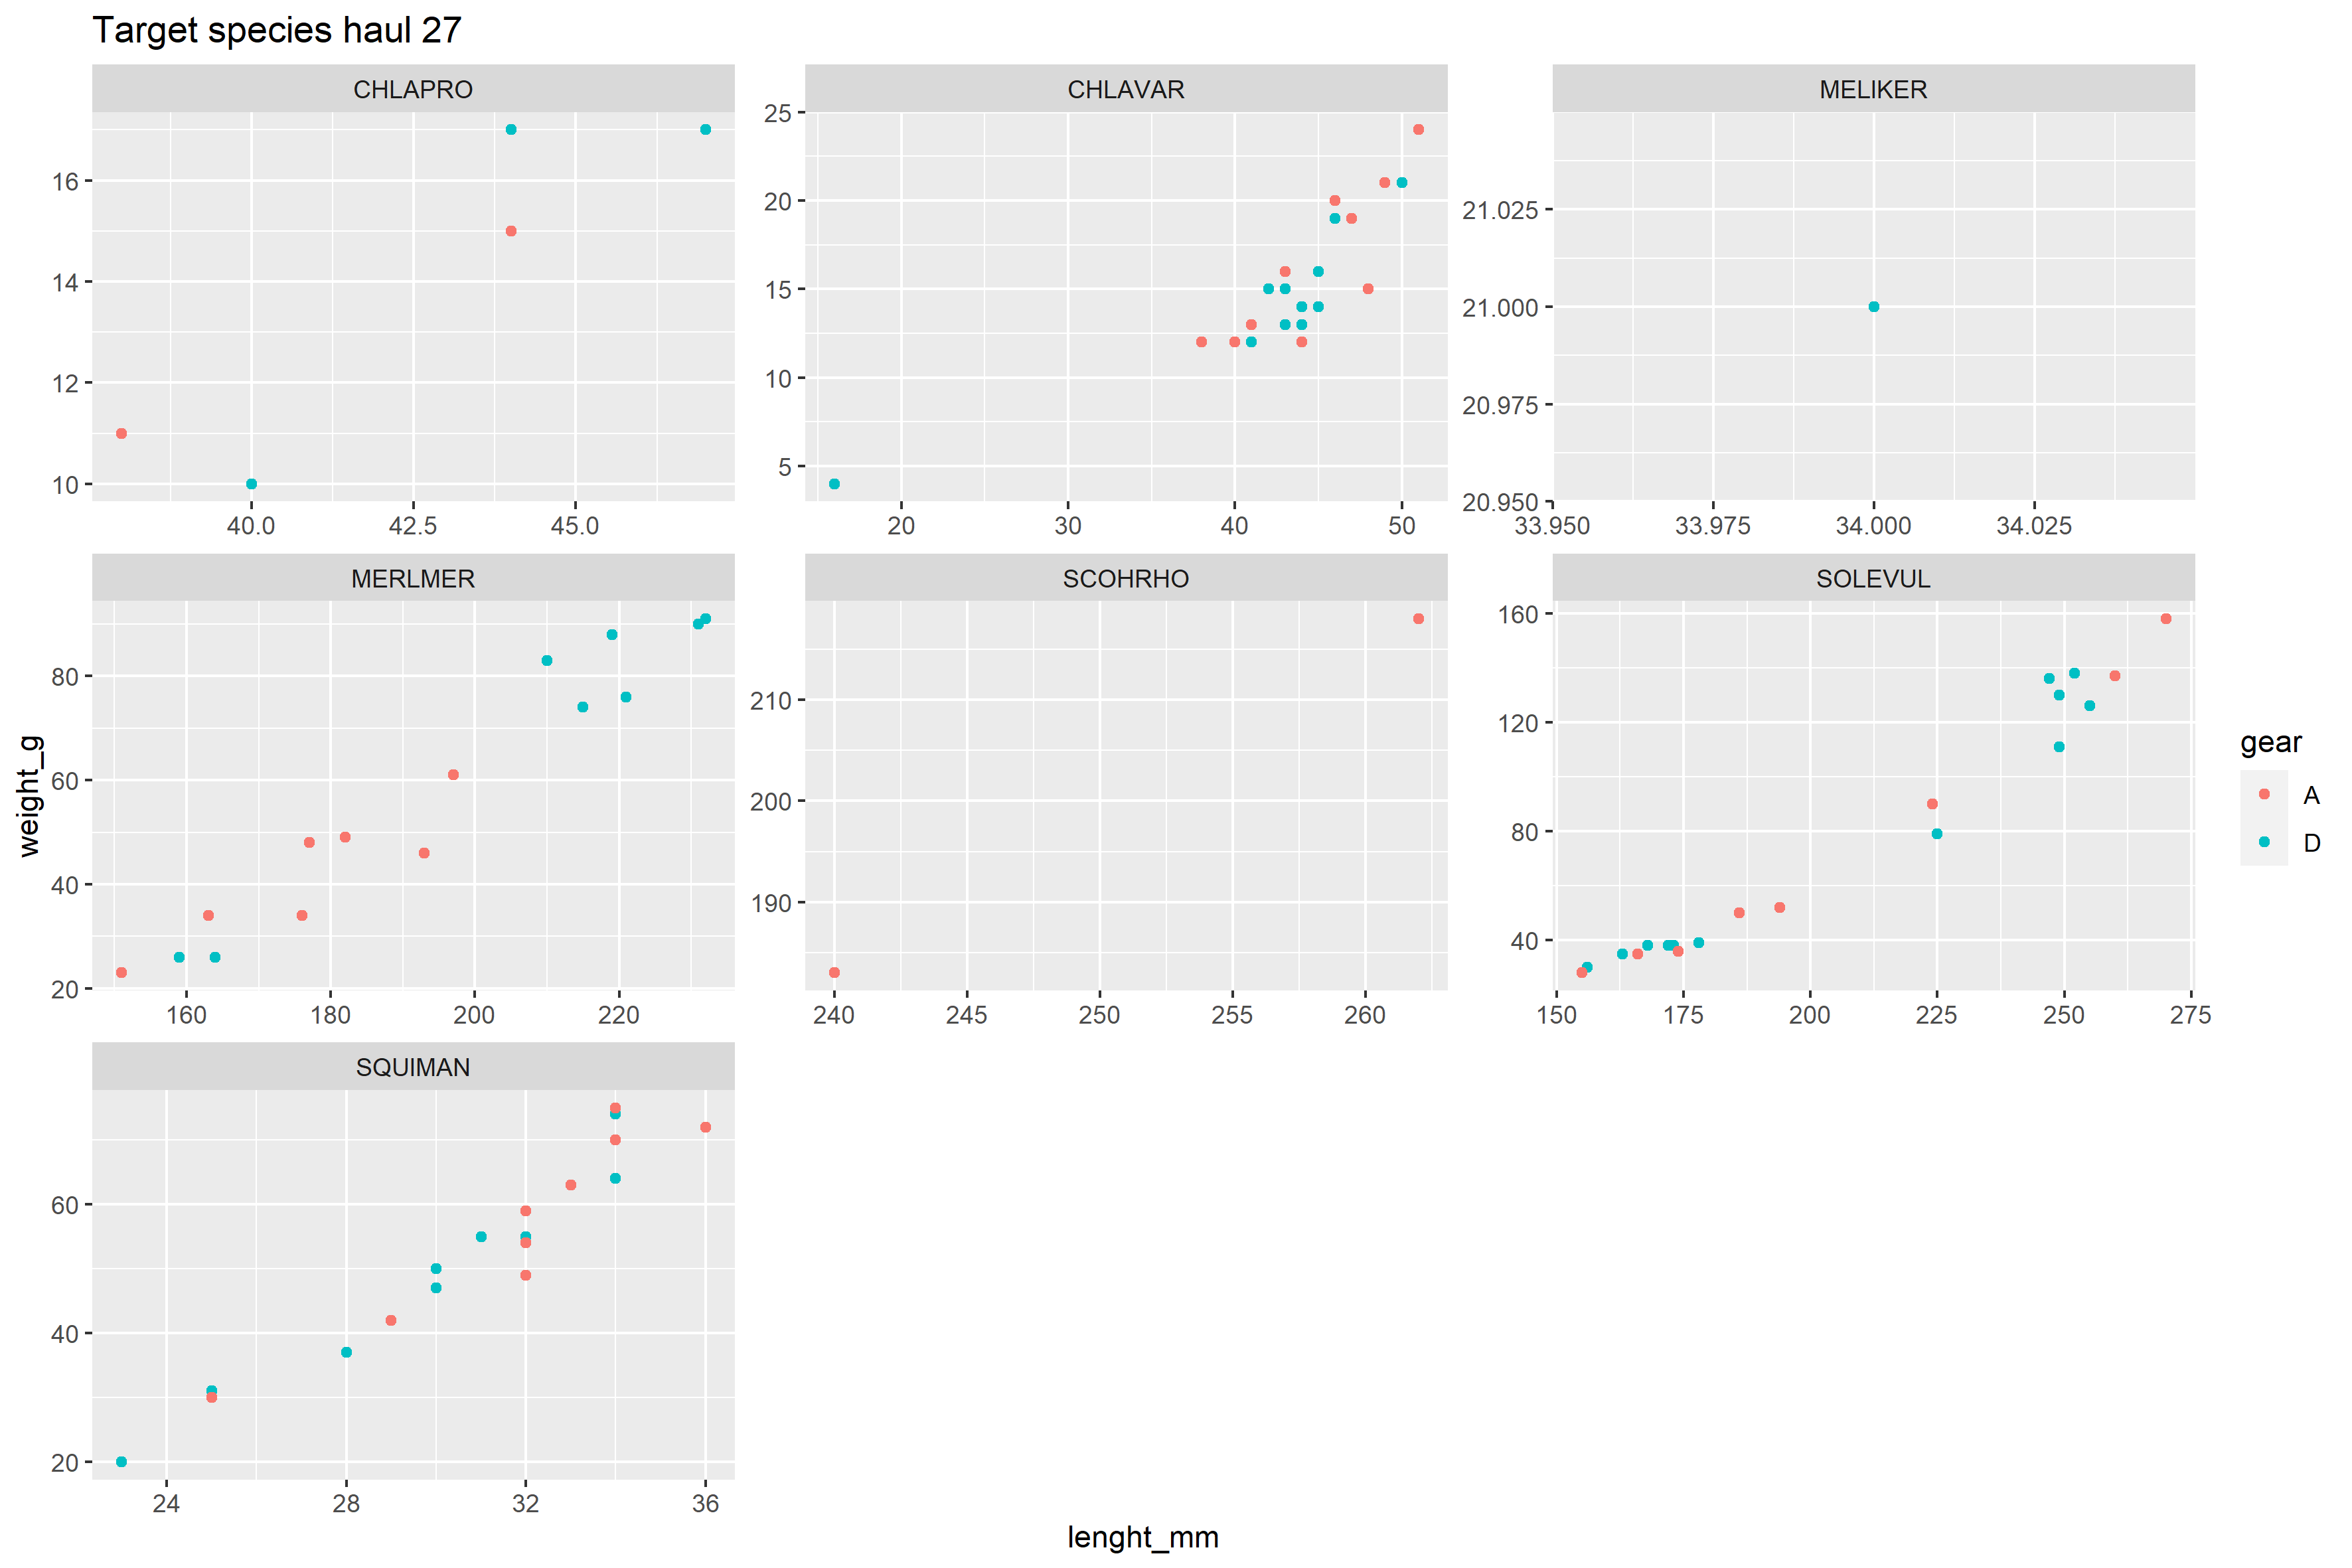 Target species haul 27
CHLAPRO
CHLAVAR
MELIKER
16
14
12
10
40.0 42.5 45.0
25
20
15
10
5
20 30 40 50
21.025
21.000
20.975
20.950
33.950 33.975 34.000 34.025
MERLMER
SCOHRHO
SOLEVUL
80
60
40
20
160 180 200 220
210
200
190
240 245 250 255 260
160
120
80
40
150 175 200 225 250 275
SQUIMAN
60
40
20
24 28 32 36
weight_g
lenght_mm
gear
A
D